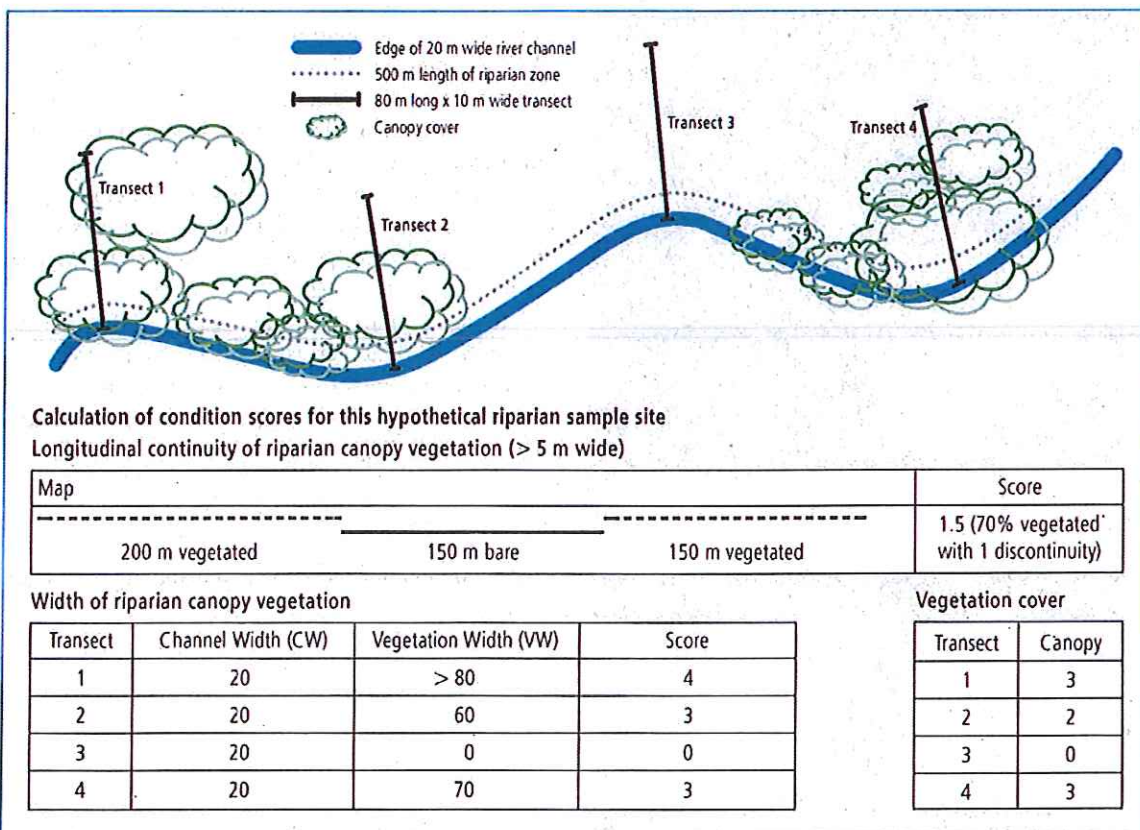 Edge of 20 m wide river channel
500 m length of riparian zone
80 m long x 10 m wide transect
Canopy cover
Transect 1
Transect 2
Transect 3
Transect 4
Calculation of condition scores for this hypothetical riparian sample site
Longitudinal continuity of riparian canopy vegetation (> 5 m wide)
Map Score
200 m vegetated 150 m bare 150 m vegetated 1.5 (70% vegetated
with 1 discontinuity)
Width of riparian canopy vegetation
Transect Channel Width (CW) Vegetation Width (VW) Score
1 20 > 80 4
2 20 60 3
3 20 0 0
4 20 70 3
Vegetation cover
Transect Canopy
1 3
2 2
3 0
4 3